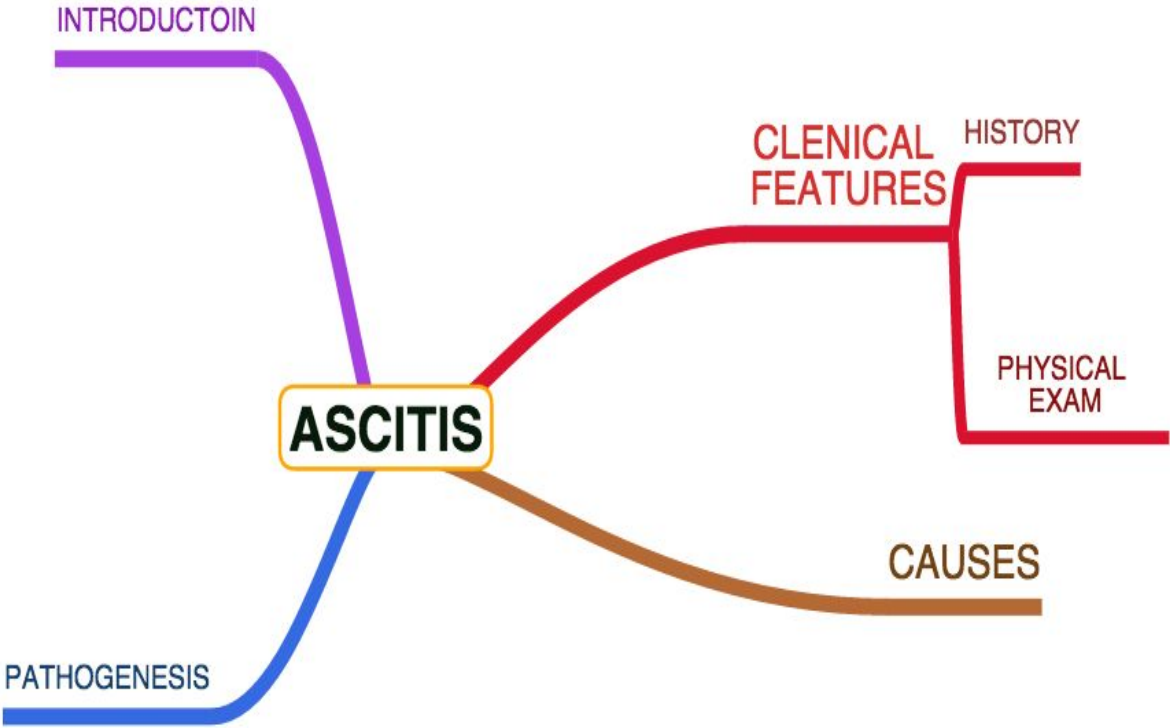 INTRODUCTOIN
CLENICAL
FEATURES
HISTORY
PHYSICAL
EXAM
ASCITIS
CAUSES
PATHOGENESIS